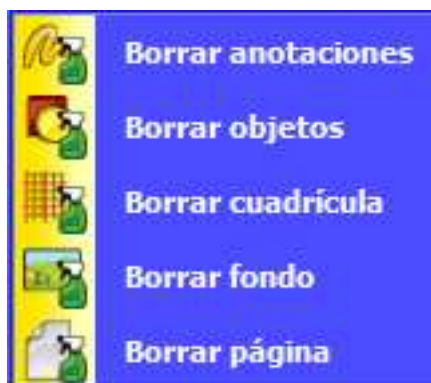 Borrar anotaciones
Borrar objetos
Borrar cuadrícula
Borrar fondo
Borrar página